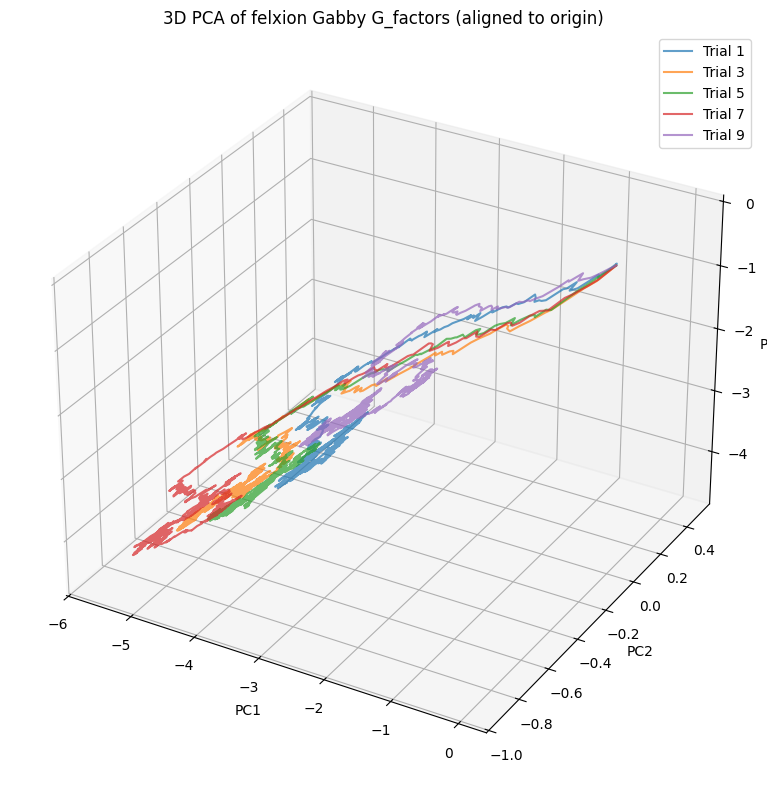 3D PCA of felxion Gabby G_factors (aligned to origin)
Trial 1
Trial 3
Trial 5
Trial 7
Trial 9
0
−1
−2
−3
−4
P
0.4
0.2
0.0
−0.2
−0.4
−0.6
−0.8
−1.0
PC2
−6
−5
−4
−3
−2
−1
0
PC1